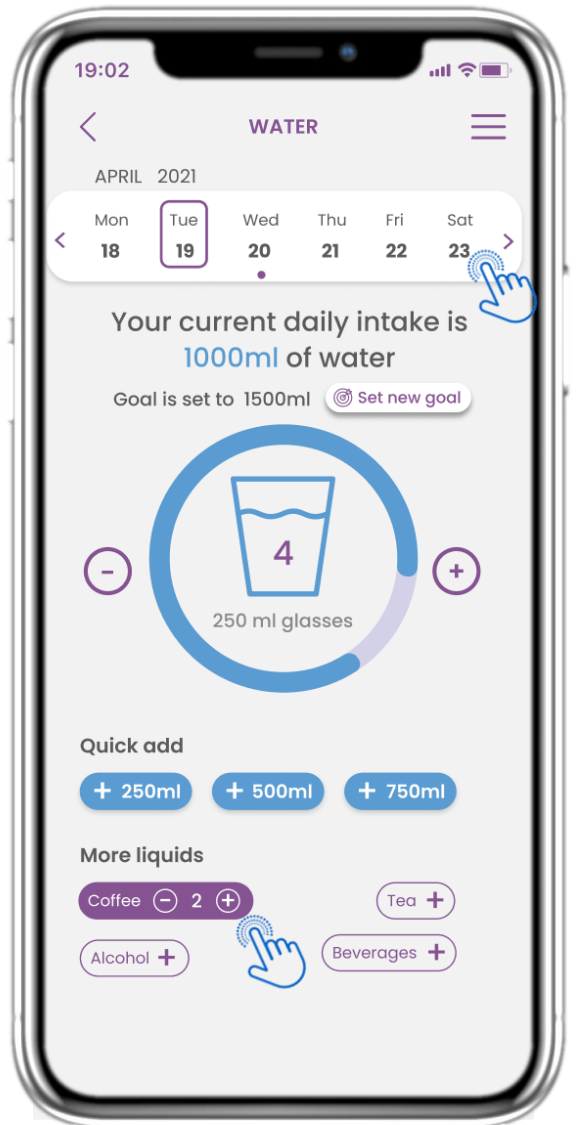 19:02
WATER
APRIL 2021
Mon Tue Wed Thu Fri Sat
< 18 19 20 21 22 23 >
Your current daily intake is
1000ml of water
Goal is set to 1500ml Set new goal
4
- +
250 ml glasses
Quick add
+ 250ml + 500ml + 750ml
More liquids
Coffee - 2 + Tea +
Alcohol + Beverages +